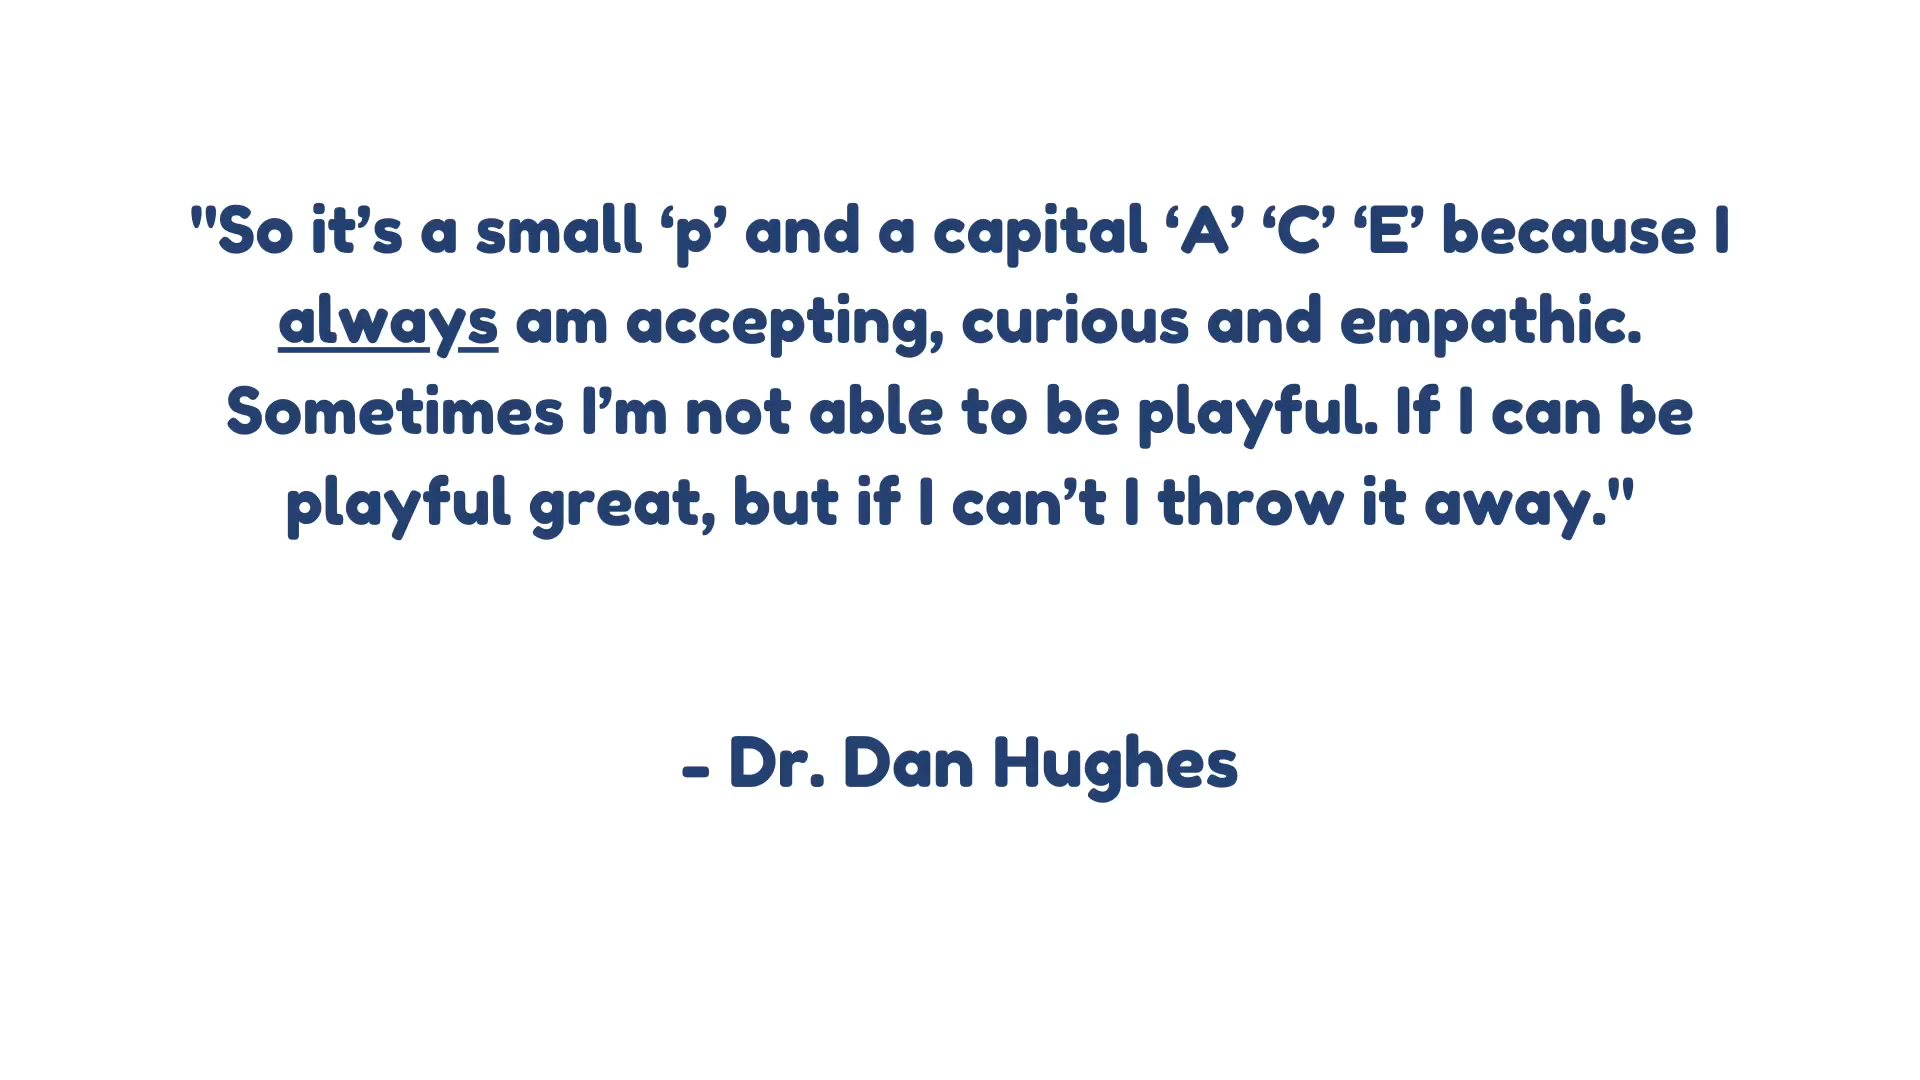 "So it’s a small ‘p’ and a capital ‘A’ ‘C’ ‘E’ because I
always am accepting, curious and empathic.
Sometimes I’m not able to be playful. If I can be
playful great, but if I can’t I throw it away."
- Dr. Dan Hughes